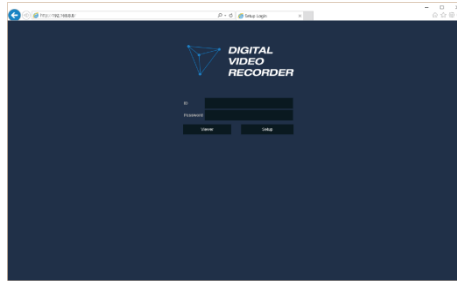 Setup Login
DIGITAL
VIDEO
RECORDER
ID
Password
Viewer
Setup